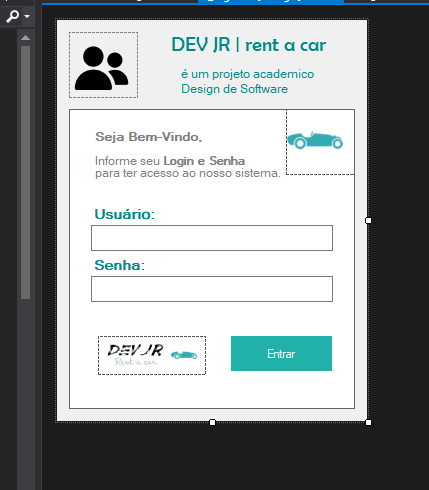 DEV JR | rent a car
é um projeto academico
Design de Software
Seja Bem-Vindo,
Informe seu Login e Senha
para ter acesso ao nosso sistema.
Usuário:
Senha:
DEV JR
Rent a car
Entrar